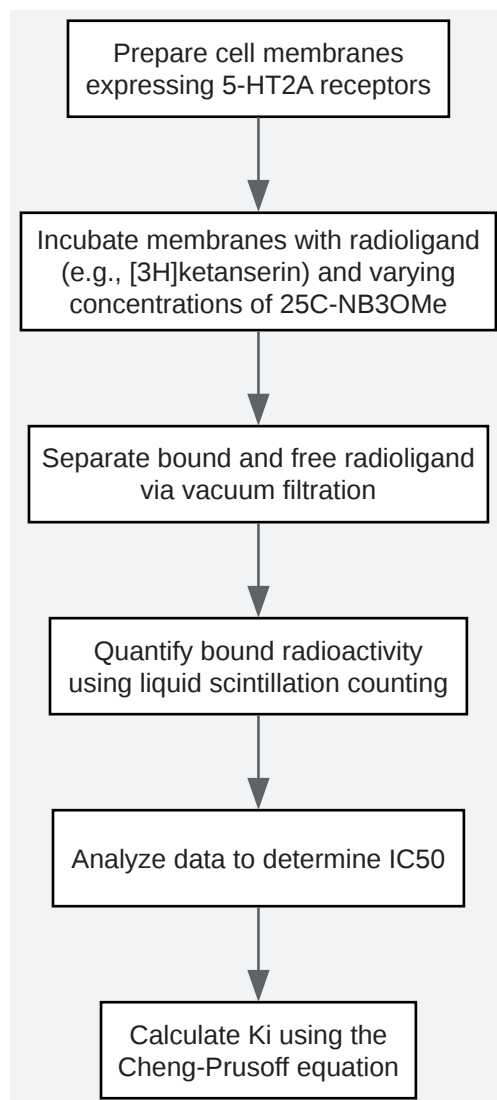 Prepare cell membranes
expressing 5-HT2A receptors
Incubate membranes with radioligand
(e.g., [3H]ketanserin) and varying
concentrations of 25C-NB3OMe
Separate bound and free radioligand
via vacuum filtration
Quantify bound radioactivity
using liquid scintillation counting
Analyze data to determine IC50
Calculate Ki using the
Cheng-Prusoff equation